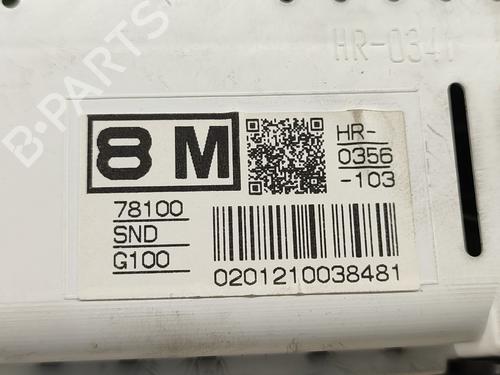 HR-0341
8 M
HR-
0356
-103
78100
SND
G100
0201210038481
B-PARTS